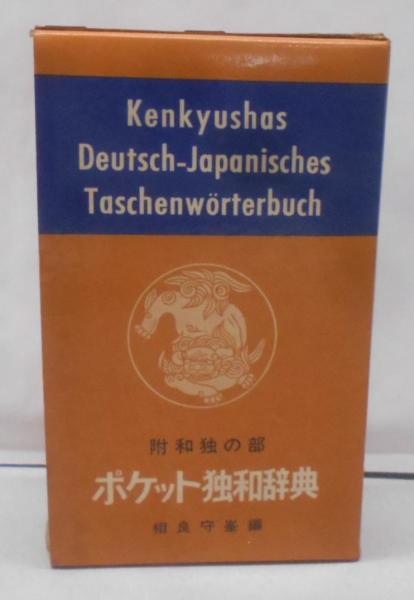 Kenkyushas
Deutsch-Japanisches
Taschenwörterbuch
附和独の部
ポケット独和辞典
相良守峯編